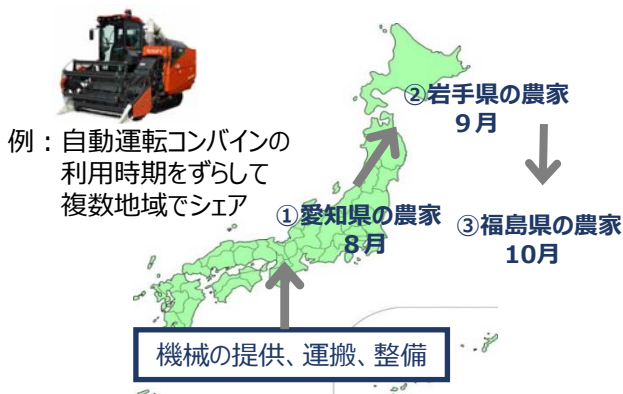 例：自動運転コンバインの
利用時期をずらして
複数地域でシェア
①愛知県の農家
8月
②岩手県の農家
9月
③福島県の農家
10月
機械の提供、運搬、整備